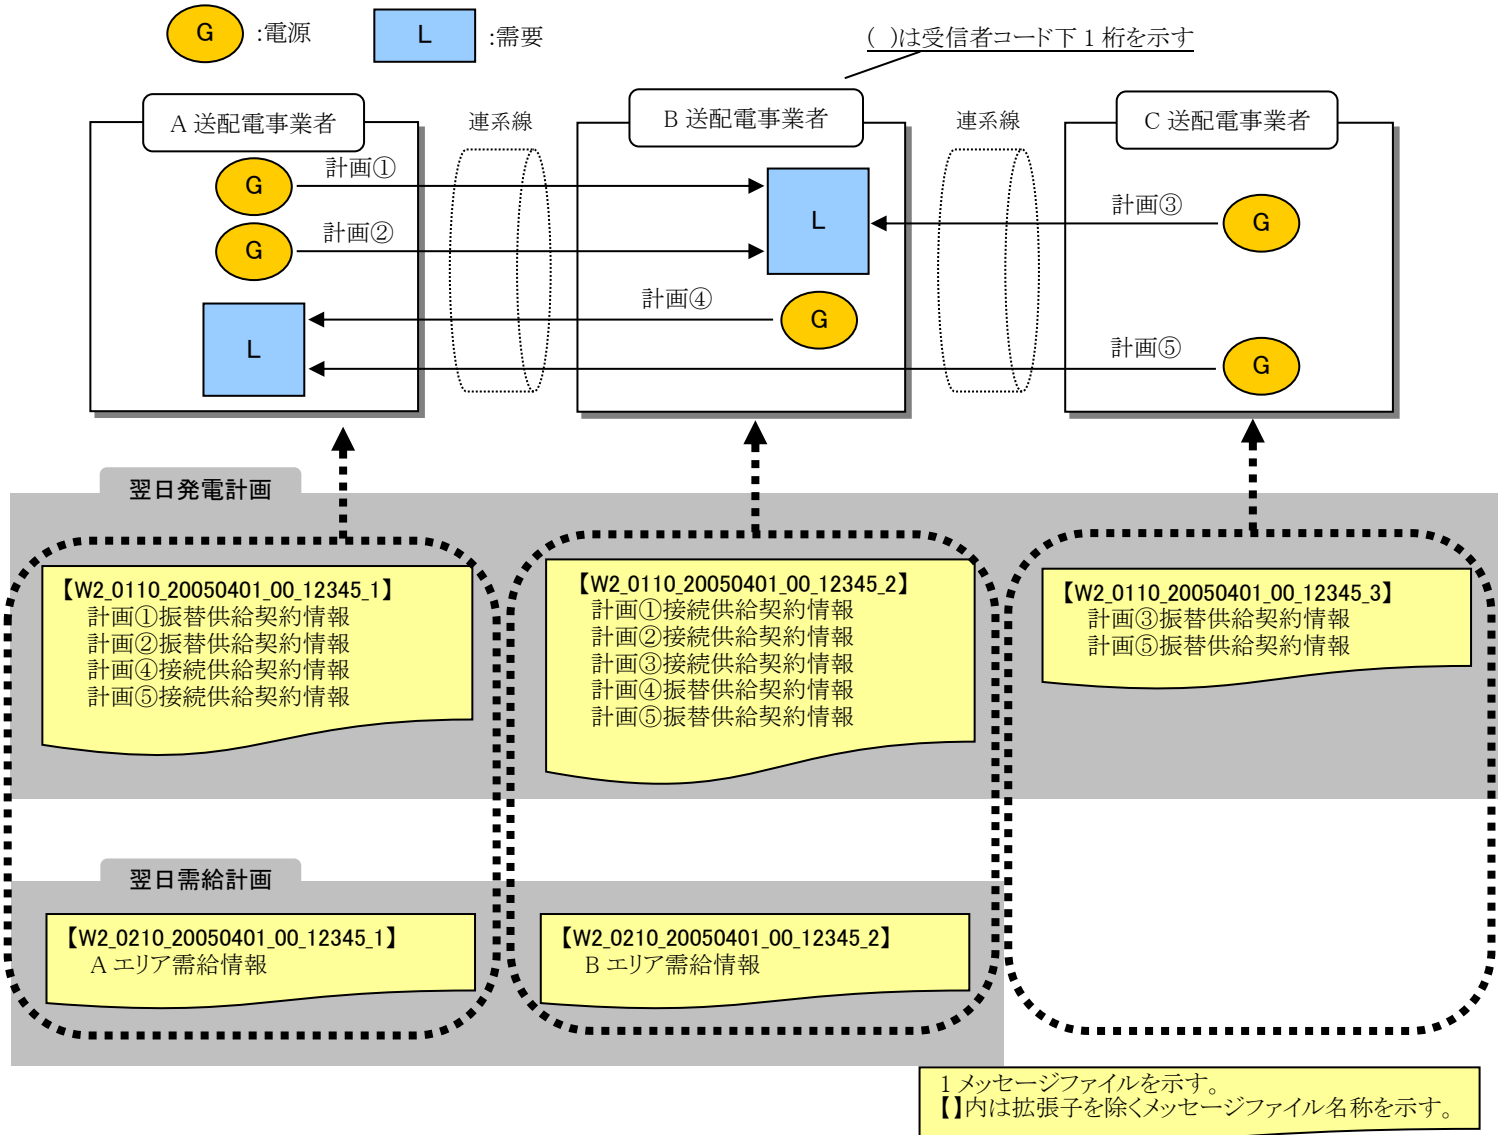 G :電源 L :需要
( )は受信者コード下1桁を示す
A 送配電事業者
連系線
B 送配電事業者
連系線
C 送配電事業者
G
計画①
G
計画②
L
計画③
G
計画④
G
L
計画⑤
G
翌日発電計画
【W2_0110_20050401_00_12345_1】
計画①振替供給契約情報
計画②振替供給契約情報
計画④接続供給契約情報
計画⑤接続供給契約情報
【W2_0110_20050401_00_12345_2】
計画①接続供給契約情報
計画②接続供給契約情報
計画③接続供給契約情報
計画④振替供給契約情報
計画⑤振替供給契約情報
【W2_0110_20050401_00_12345_3】
計画③振替供給契約情報
計画⑤振替供給契約情報
翌日需給計画
【W2_0210_20050401_00_12345_1】
A エリア需給情報
【W2_0210_20050401_00_12345_2】
B エリア需給情報
1メッセージファイルを示す。
【】内は拡張子を除くメッセージファイル名称を示す。